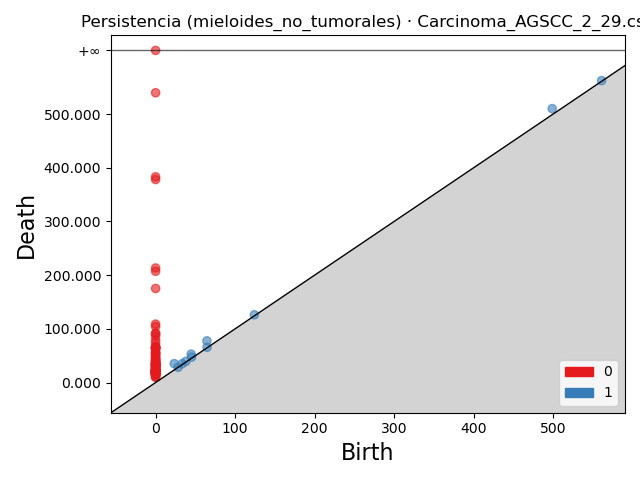 Persistencia (mieloides_no_tumorales) · Carcinoma_AGSCC_2_29.cs
+∞
500.000
400.000
300.000
200.000
100.000
0.000
Death
0 100 200 300 400 500
Birth
0
1